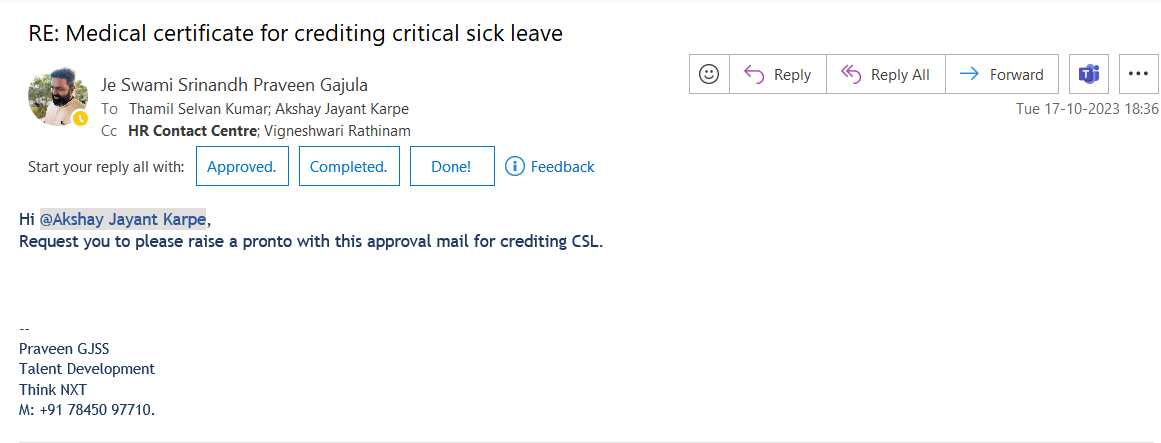 RE: Medical certificate for crediting critical sick leave
Je Swami Srinandh Praveen Gajula
To Thamil Selvan Kumar; Akshay Jayant Karpe
Cc HR Contact Centre; Vigneshwari Rathinam
Reply
Reply All
Forward
Tue 17-10-2023 18:36
Start your reply all with: Approved. Completed. Done! Feedback
Hi @Akshay Jayant Karpe,
Request you to please raise a pronto with this approval mail for crediting CSL.
--
Praveen GJSS
Talent Development
Think NXT
M: +91 78450 97710.